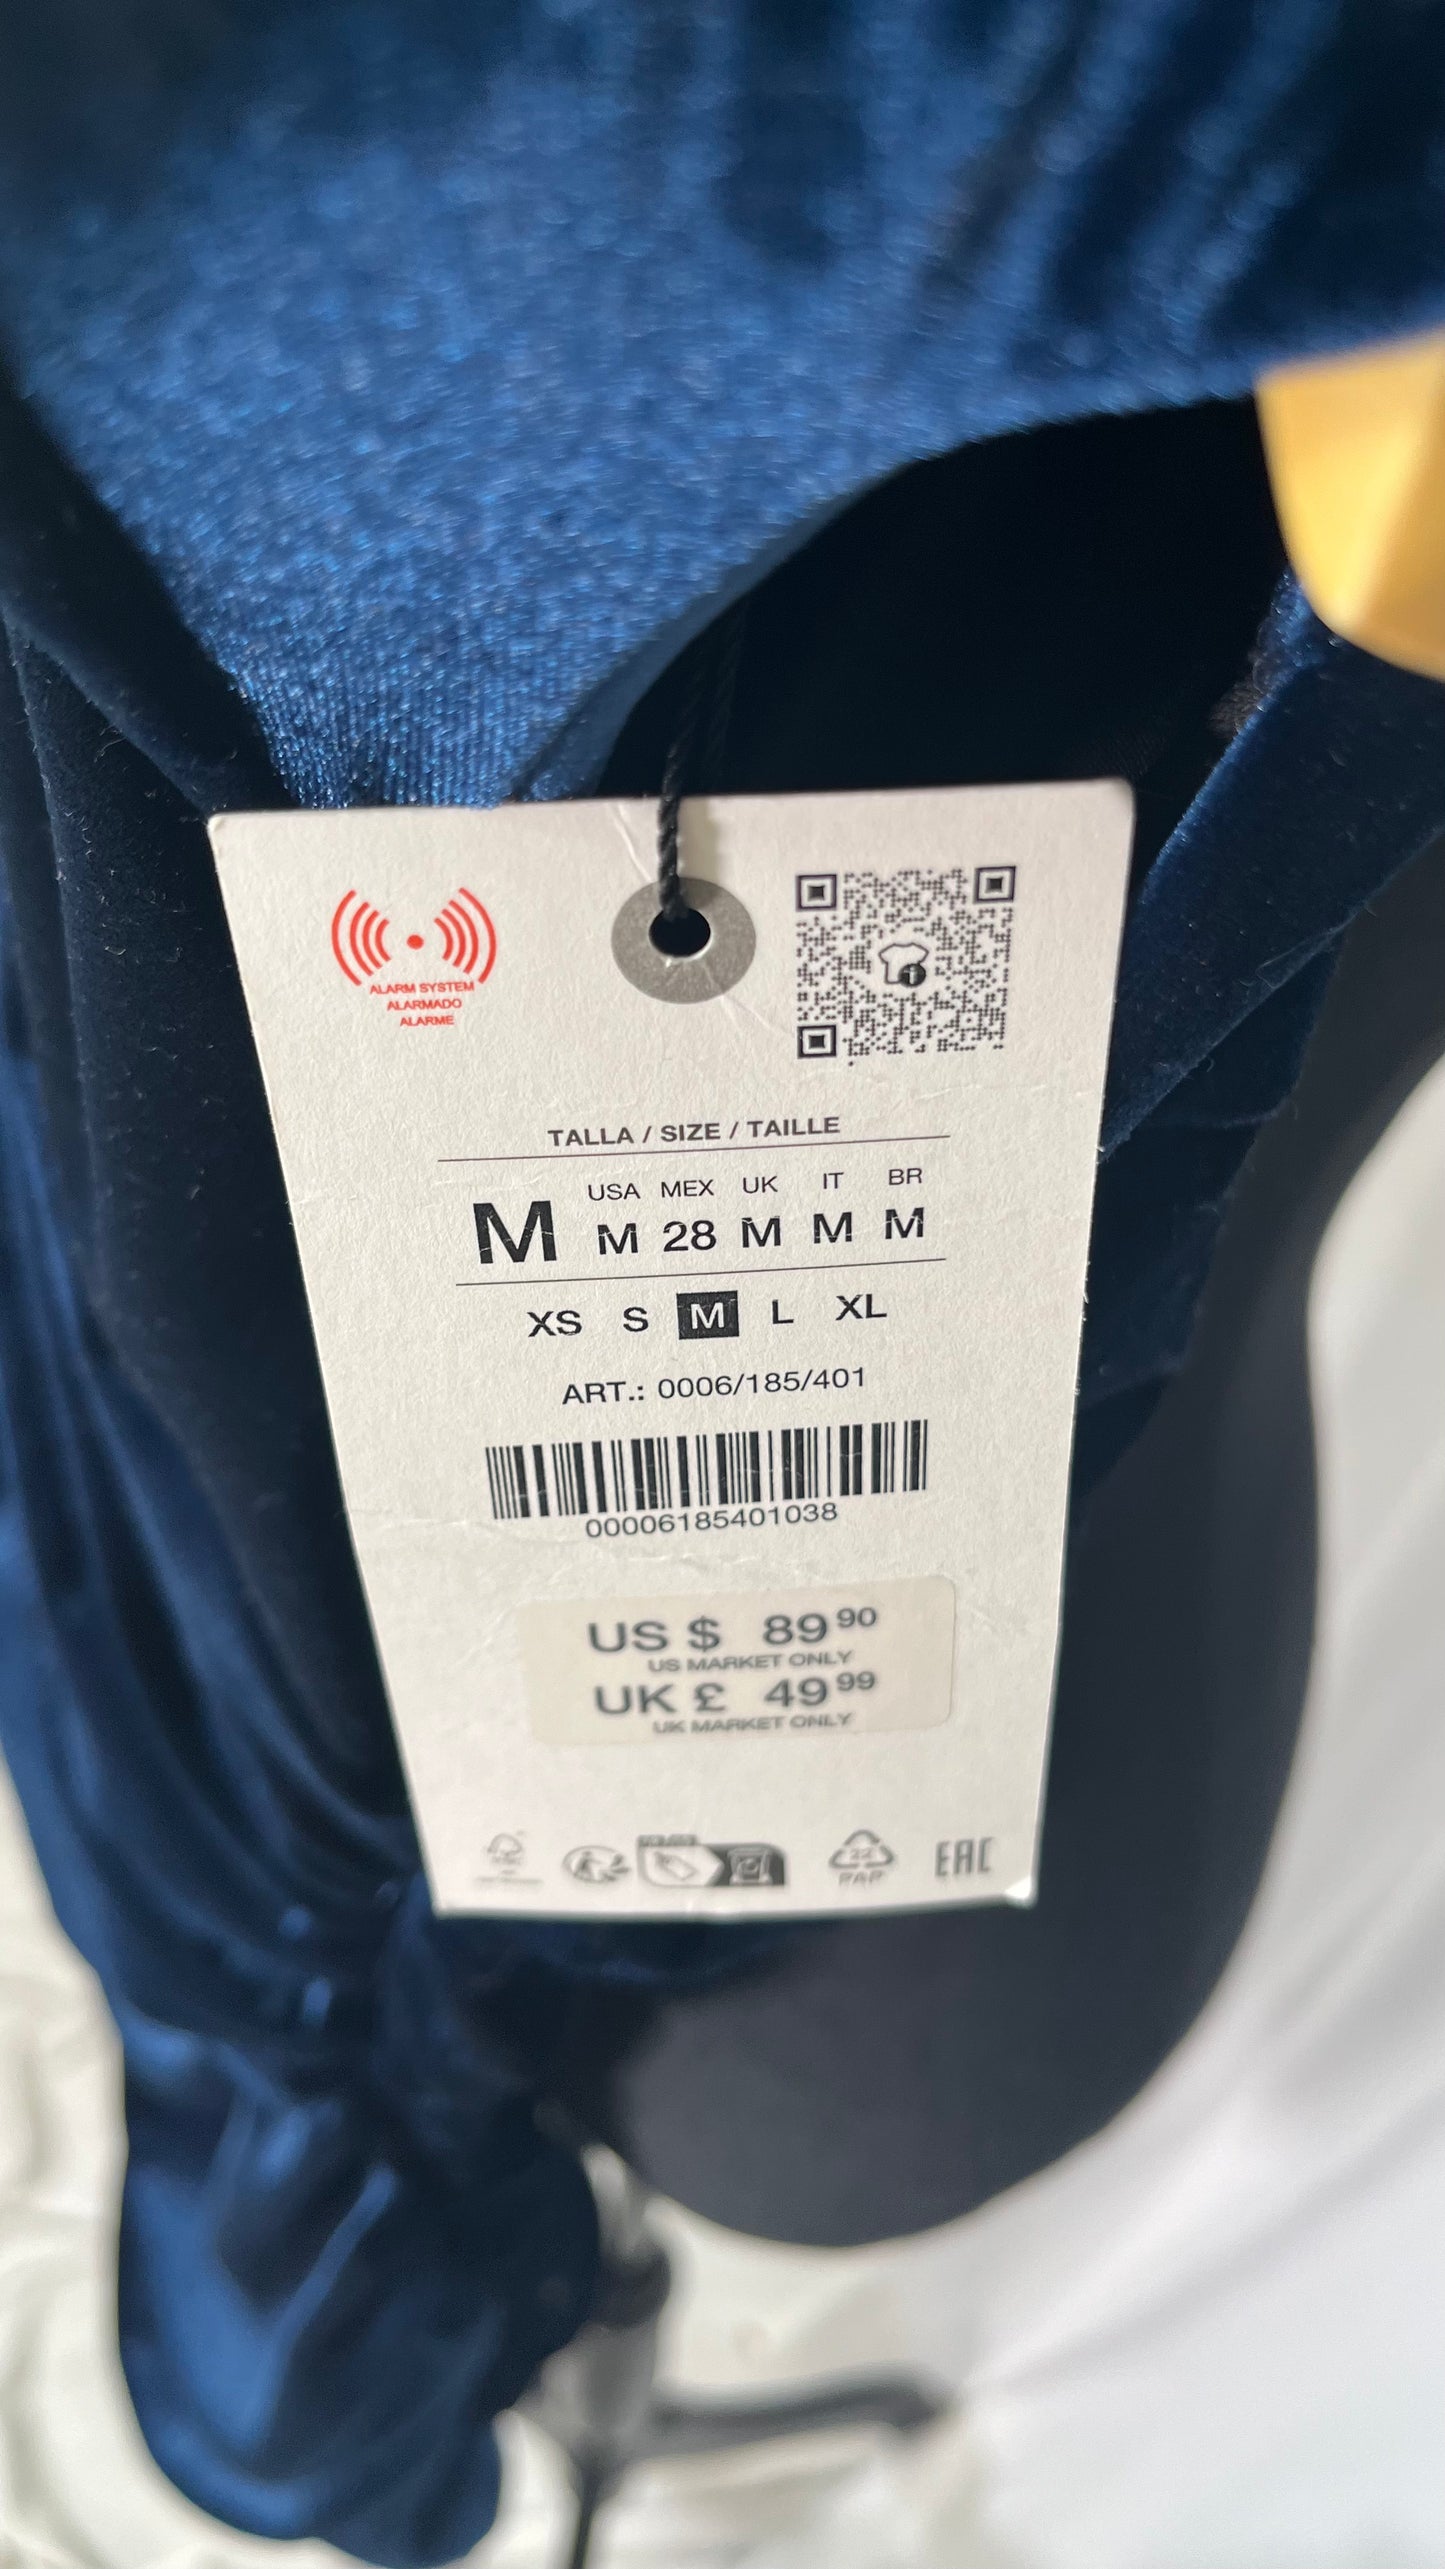 ALARM SYSTEM
ALARMADO
ALARME
TALLA / SIZE / TAILLE
USA MEX UK IT BR
M M 28 M M M
XS S M L XL
ART.: 0006/185/401
00006185401038
US $ 89 90
US MARKET ONLY
UK £ 49 99
UK MARKET ONLY
22
PAP
EAC